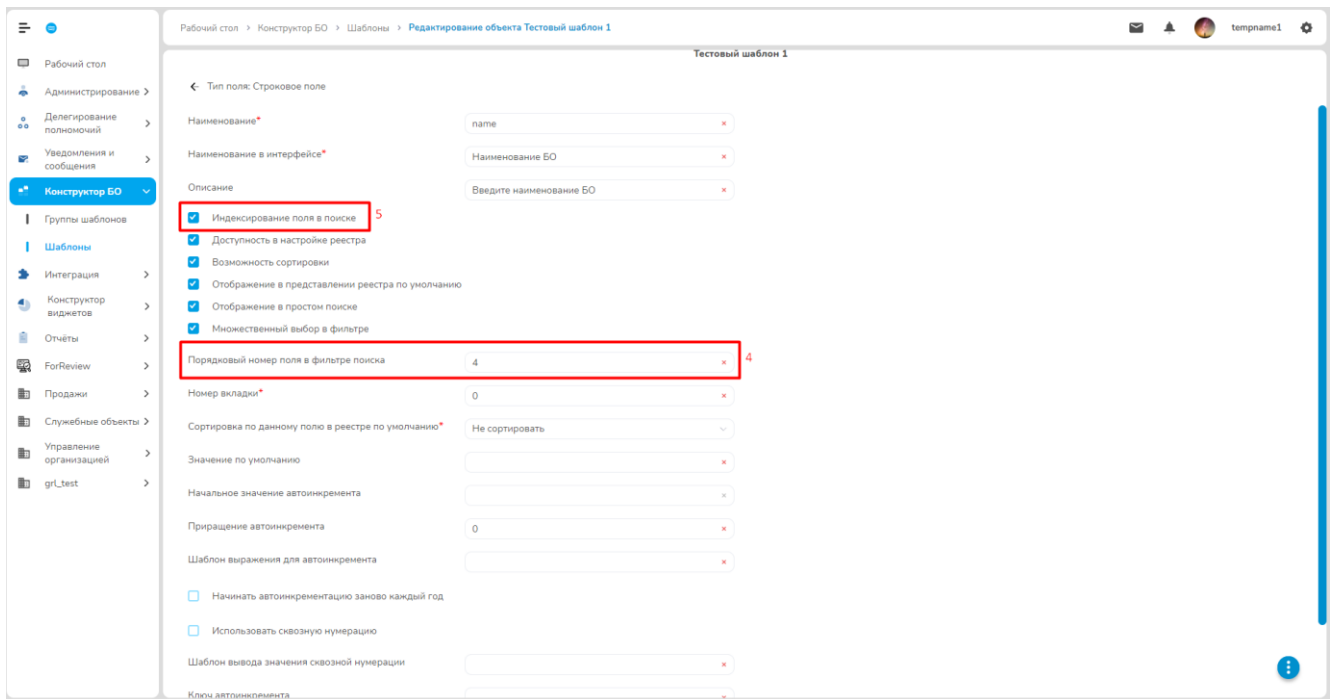 Рабочий стол > Конструктор БО > Шаблоны > Редактирование объекта Тестовый шаблон 1
tempname1
Рабочий стол
Администрирование
Делегирование
полномочий
Уведомления и
сообщения
Конструктор БО
Группы шаблонов
Шаблоны
Интеграция
Конструктор
виджетов
Отчёты
ForReview
Продажи
Служебные объекты
Управление
организацией
grl_test
Тестовый шаблон 1
Тип поля: Строковое поле
Наименование* name
Наименование в интерфейсе* Наименование БО
Описание Введите наименование БО
Индексирование поля в поиске 5
Доступность в настройке реестра
Возможность сортировки
Отображение в представлении реестра по умолчанию
Отображение в простом поиске
Множественный выбор в фильтре
Порядковый номер поля в фильтре поиска 4 4
Номер вкладки* 0
Сортировка по данному полю в реестре по умолчанию* Не сортировать
Значение по умолчанию
Начальное значение автоинкремента
Приращение автоинкремента 0
Шаблон выражения для автоинкремента
Начинать автоинкрементацию заново каждый год
Использовать сквозную нумерацию
Шаблон вывода значения сквозной нумерации
Ключ автоинкремента